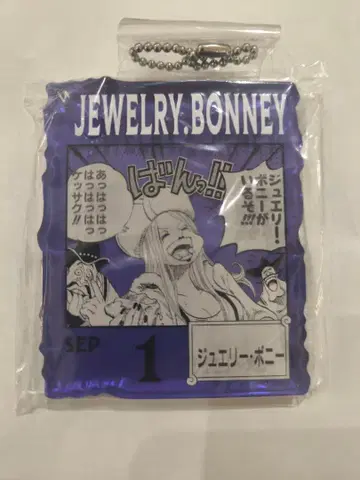 JEWELRY.BONNEY
ばんっ!!
ジュエリー・
ボニーが
いるぞ!!!
あっはっはっ
はっはっはっ
ケッサク!!
SEP
1
ジュエリー・ボニー